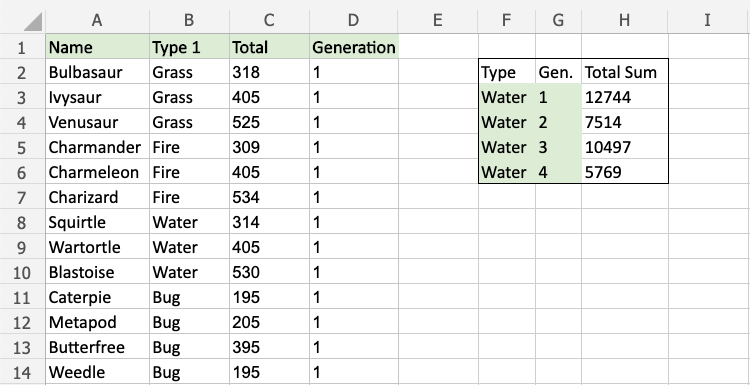 A B C D E F G H I
1 Name Type 1 Total Generation
2 Bulbasaur Grass 318 1 Type Gen. Total Sum
3 Ivysaur Grass 405 1 Water 1 12744
4 Venusaur Grass 525 1 Water 2 7514
5 Charmander Fire 309 1 Water 3 10497
6 Charmeleon Fire 405 1 Water 4 5769
7 Charizard Fire 534 1
8 Squirtle Water 314 1
9 Wartortle Water 405 1
10 Blastoise Water 530 1
11 Caterpie Bug 195 1
12 Metapod Bug 205 1
13 Butterfree Bug 395 1
14 Weedle Bug 195 1